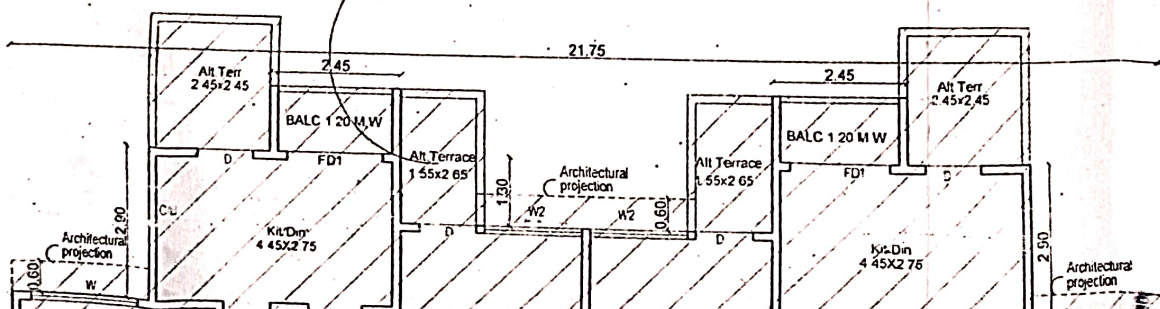 21.75
Alt Terr
2.45x2.45
2.45
BALC 1.20 M.W
D
FD1
Alt Terrace
1.55x2.65
1.30
Architectural
projection
W2
W2
0.60
D
D
Alt Terrace
1.55x2.65
2.45
BALC 1.20 M.W
FD1
D
Alt Terr
2.45x2.45
2.90
Kit/Din
4.45X2.75
Architectural
projection
0.60
W
Kit.Din
4.45X2.75
2.90
Architectural
projection